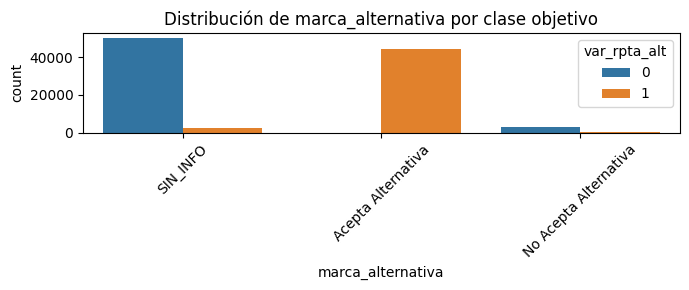 Distribución de marca_alternativa por clase objetivo
count
40000
20000
0
var_rpta_alt
0
1
SIN_INFO
Acepta Alternativa
No Acepta Alternativa
marca_alternativa